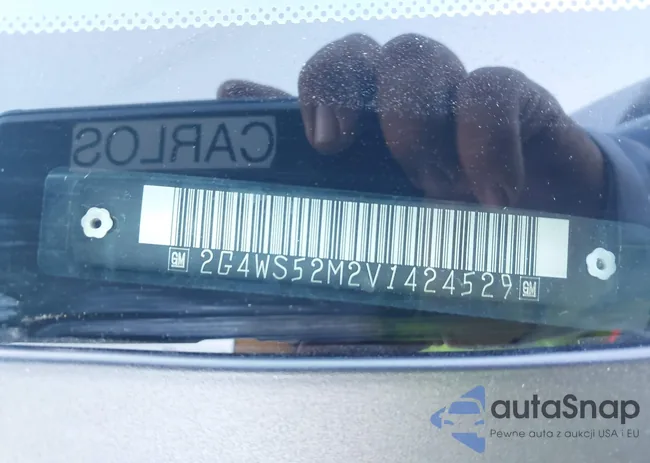 CARLOS
GM 2G4WS52M2V1424529 GM
autaSnap
Pewne auta z aukcji USA i EU